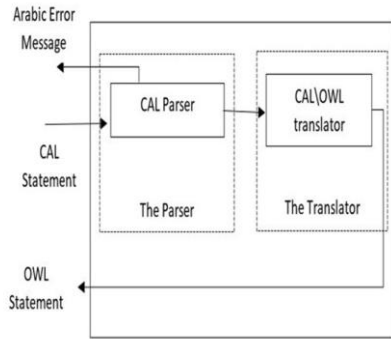 Arabic Error
Message
CAL Parser
CAL\OWL
translator
CAL
Statement
The Parser
The Translator
OWL
Statement